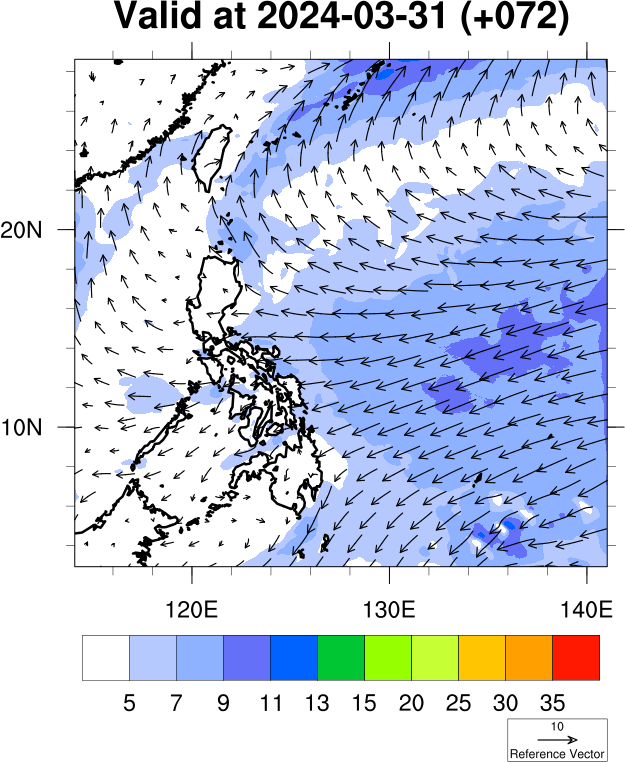 Valid at 2024-03-31 (+072)
20N
10N
120E 130E 140E
5 7 9 11 13 15 20 25 30 35
10
Reference Vector